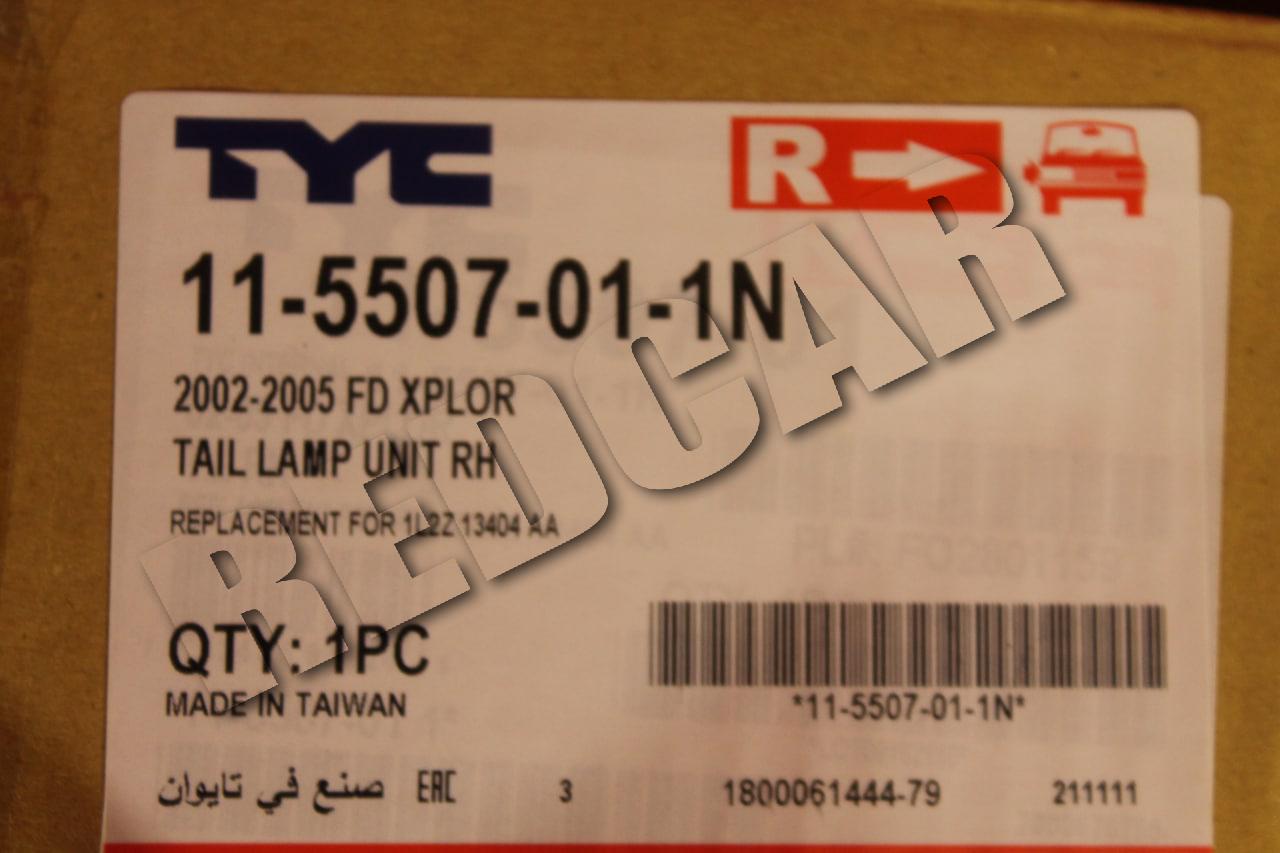 TYC
R
11-5507-01-1N
2002-2005 FD XPLOR
TAIL LAMP UNIT RH
REPLACEMENT FOR 1L2Z 13404 AA
REDCAR
QTY: 1PC
MADE IN TAIWAN
*11-5507-01-1N*
صنع في تايوان EAC 3 1800061444-79 211111